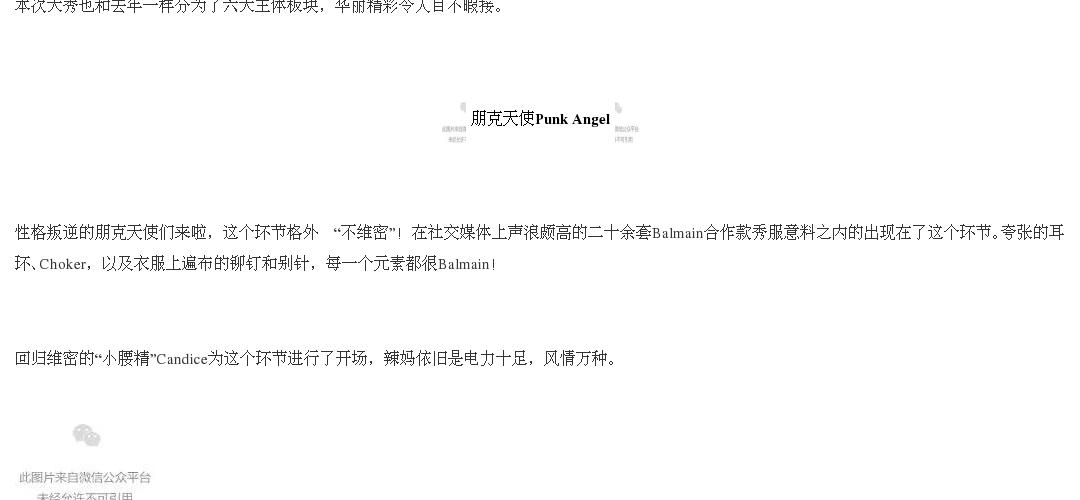 本次大秀也和去年一样分为了六大主体板块，华丽精彩令人目不暇接。
朋克天使Punk Angel
性格叛逆的朋克天使们来啦，这个环节格外 “不维密”！在社交媒体上声浪颇高的二十余套Balmain合作款秀服意料之内的出现在了这个环节。夸张的耳
环、Choker，以及衣服上遍布的铆钉和别针，每一个元素都很Balmain！
回归维密的“小腰精”Candice为这个环节进行了开场，辣妈依旧是电力十足，风情万种。
此图片来自微信公众平台
未经允许不可引用